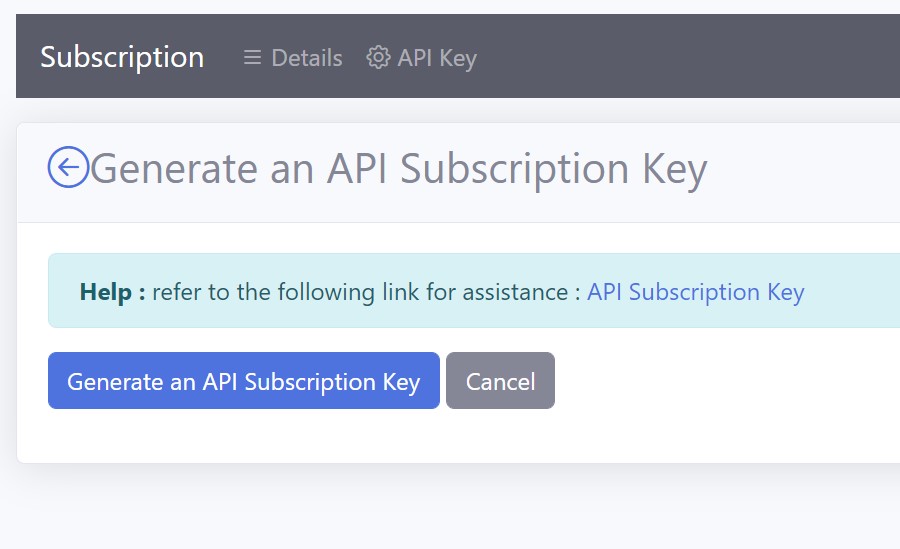 Subscription Details API Key
Generate an API Subscription Key
Help : refer to the following link for assistance : API Subscription Key
Generate an API Subscription Key Cancel